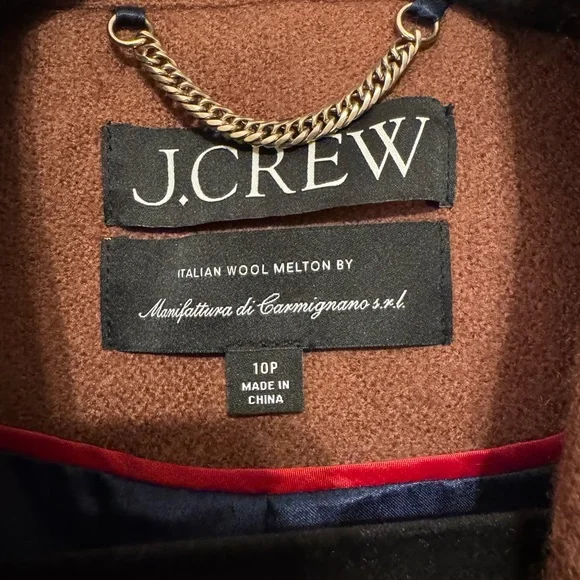 J.CREW
ITALIAN WOOL MELTON BY
Manifattura di Carmignano s.r.l.
10P
MADE IN
CHINA